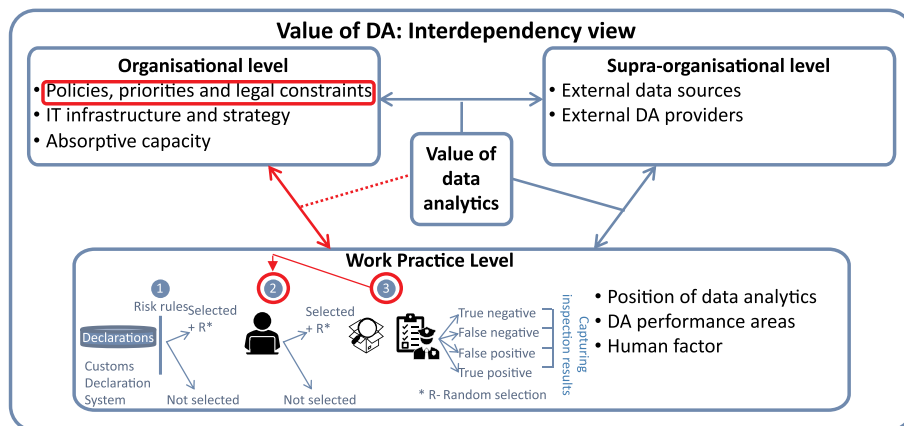 Value of DA: Interdependency view
Organisational level
• Policies, priorities and legal constraints
• IT infrastructure and strategy
• Absorptive capacity
Supra-organisational level
• External data sources
• External DA providers
Value of
data
analytics
Work Practice Level
1
Risk rules
Selected
+ R*
Declarations
Customs
Declaration
System
Not selected
2
Selected
+ R*
Not selected
3
True negative
False negative
False positive
True positive
Capturing
inspection results
* R- Random selection
• Position of data analytics
• DA performance areas
• Human factor